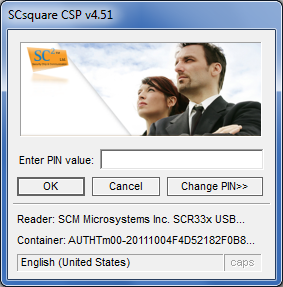 SCsquare CSP v4.51
SC²
Enter PIN value:
OK
Cancel
Change PIN>>
Reader: SCM Microsystems Inc. SCR33x USB...
Container: AUTHTm00-20111004F4D52182F0B8...
English (United States)
caps